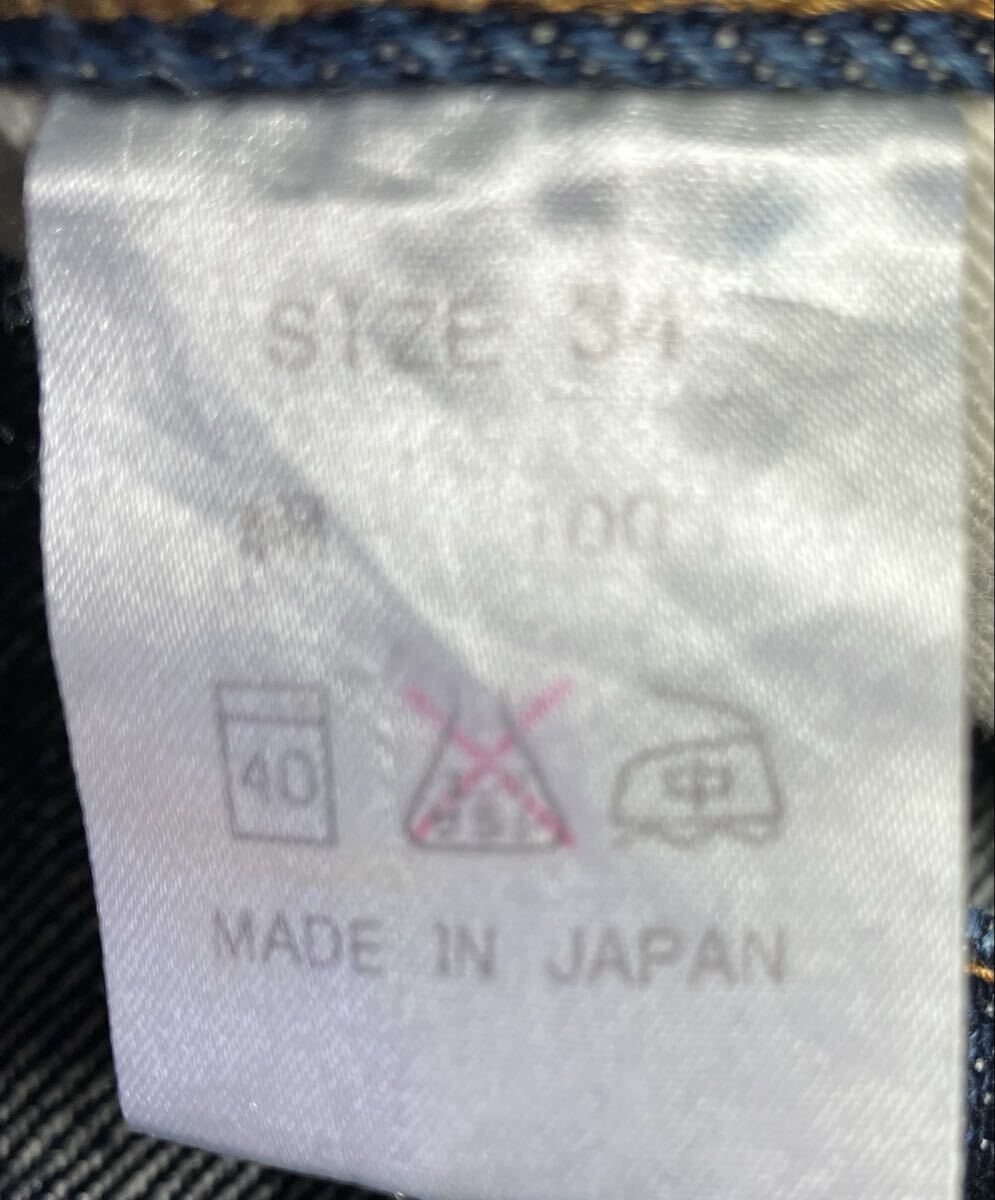 SIZE 34
綿 100
40 中
MADE IN JAPAN